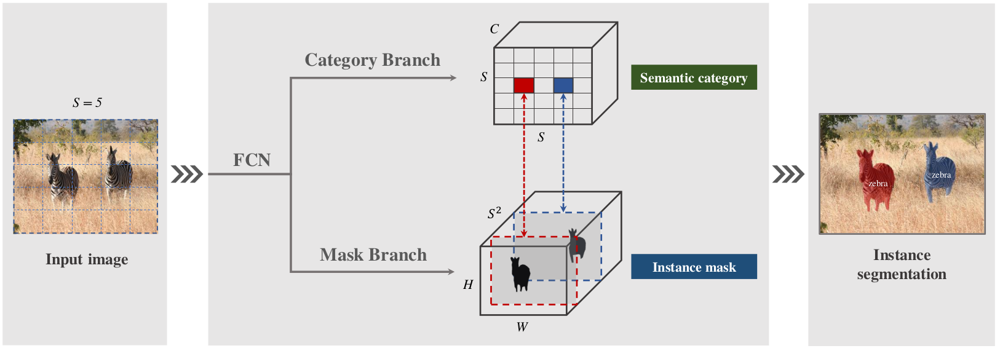 S = 5
Input image
FCN
Category Branch
Mask Branch
C
S
S
Semantic category
S²
H
W
Instance mask
zebra
zebra
Instance
segmentation